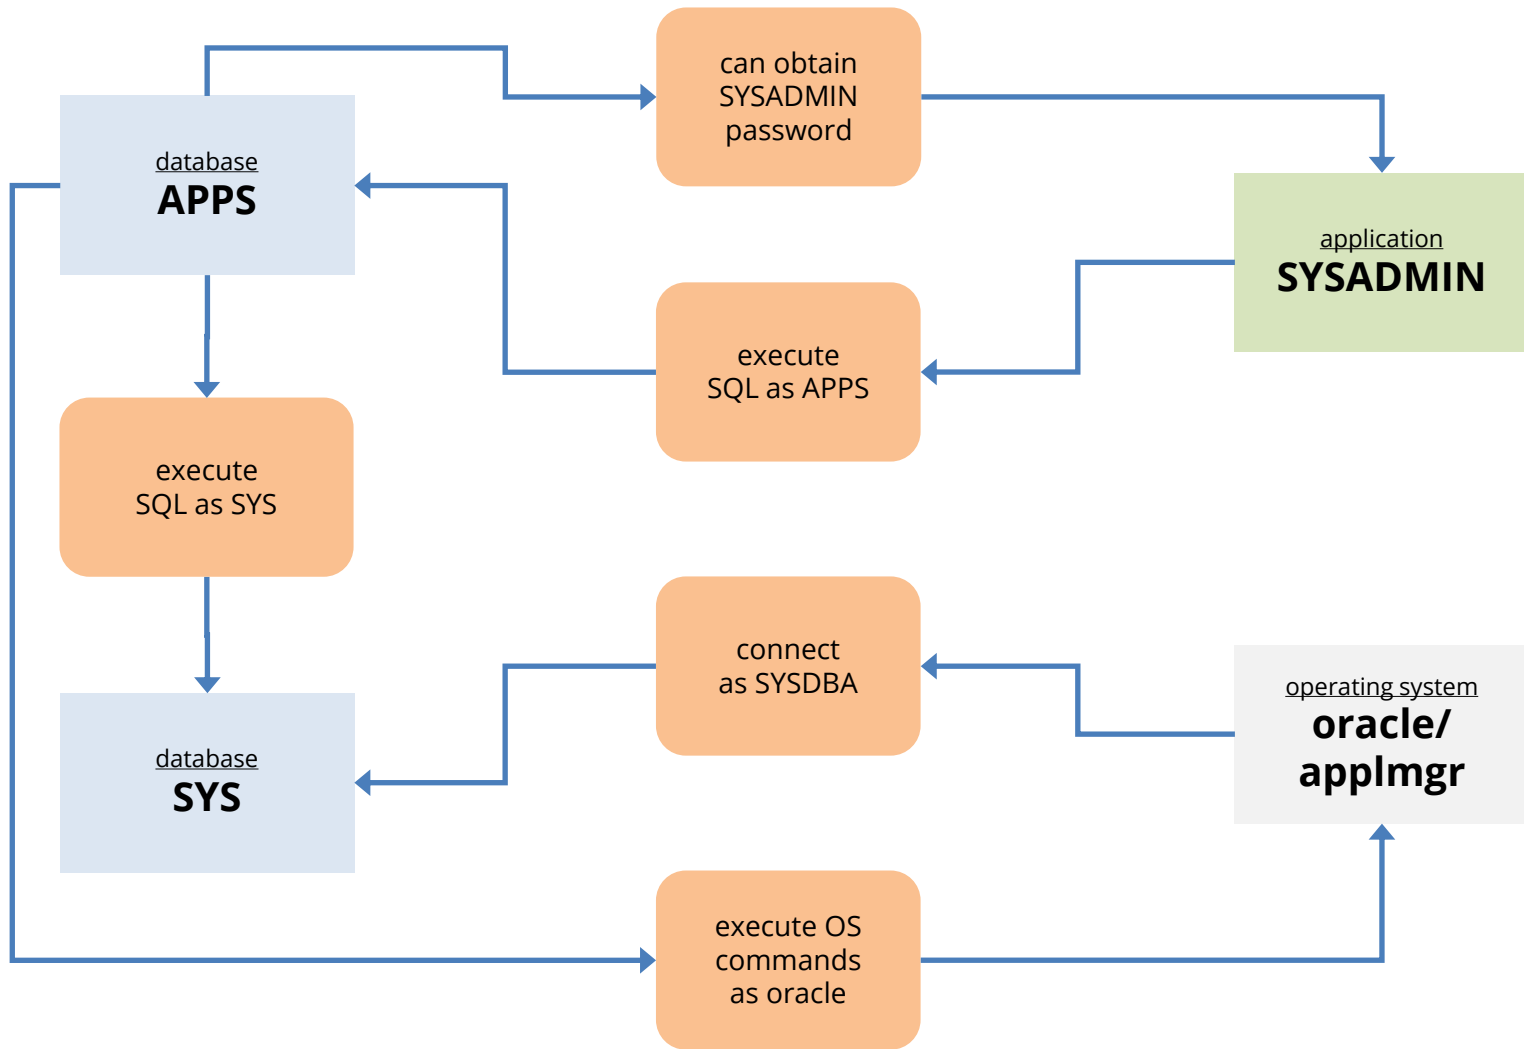 can obtain
SYSADMIN
password
database
APPS
application
SYSADMIN
execute
SQL as APPS
execute
SQL as SYS
connect
as SYSDBA
operating system
oracle/
applmgr
database
SYS
execute OS
commands
as oracle